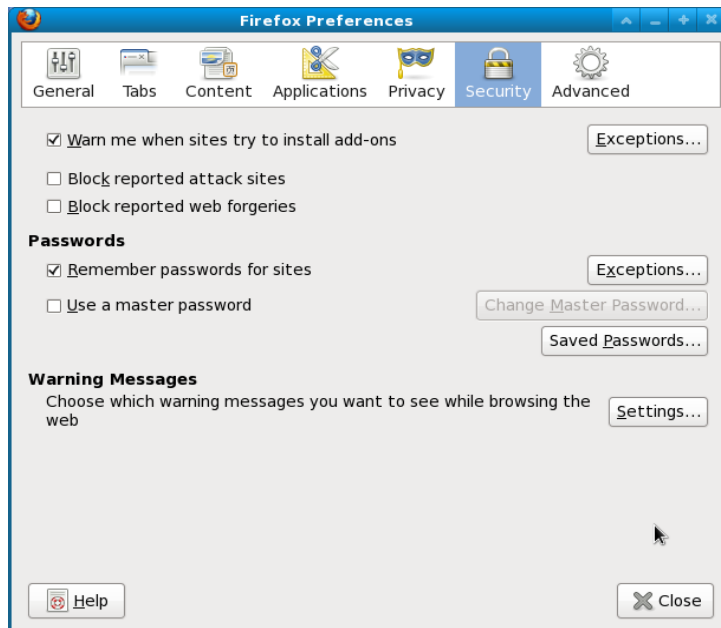 Firefox Preferences
General Tabs Content Applications Privacy Security Advanced
Warn me when sites try to install add-ons Exceptions...
Block reported attack sites
Block reported web forgeries
Passwords
Remember passwords for sites Exceptions...
Use a master password Change Master Password...
Saved Passwords...
Warning Messages
Choose which warning messages you want to see while browsing the
web Settings...
Help Close